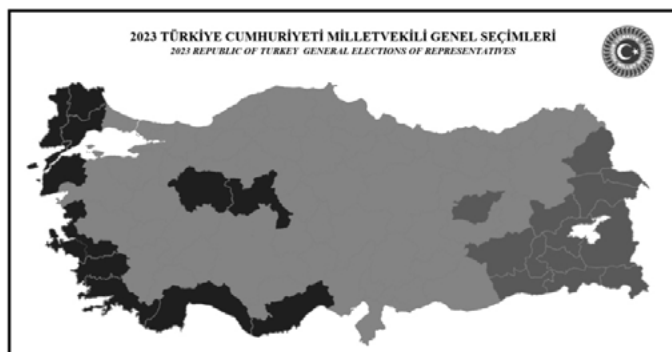 2023 TÜRKİYE CUMHURİYETİ MİLLETVEKİLİ GENEL SEÇİMLERİ
2023 REPUBLIC OF TURKEY GENERAL ELECTIONS OF REPRESENTATIVES